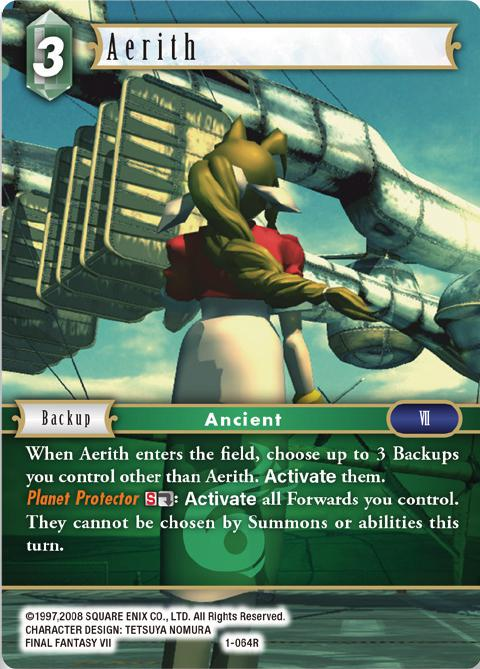 3
Aerith
Backup
Ancient
VII
When Aerith enters the field, choose up to 3 Backups
you control other than Aerith. Activate them.
Planet Protector S: Activate all Forwards you control.
They cannot be chosen by Summons or abilities this
turn.
©1997,2008 SQUARE ENIX CO., LTD. All Rights Reserved.
CHARACTER DESIGN: TETSUYA NOMURA
FINAL FANTASY VII
1-064R